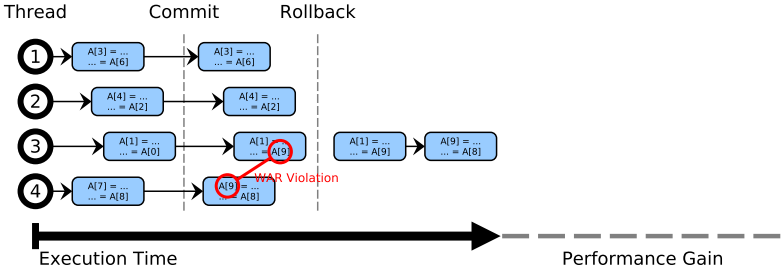 Thread Commit Rollback
1
A[3] = ...
... = A[6]
A[3] = ...
... = A[6]
2
A[4] = ...
... = A[2]
A[4] = ...
... = A[2]
3
A[1] = ...
... = A[0]
A[1] = ...
... = A[9]
A[1] = ...
... = A[9]
A[9] = ...
... = A[8]
4
A[7] = ...
... = A[8]
A[9] = ...
... = A[8]
WAR Violation
Execution Time Performance Gain